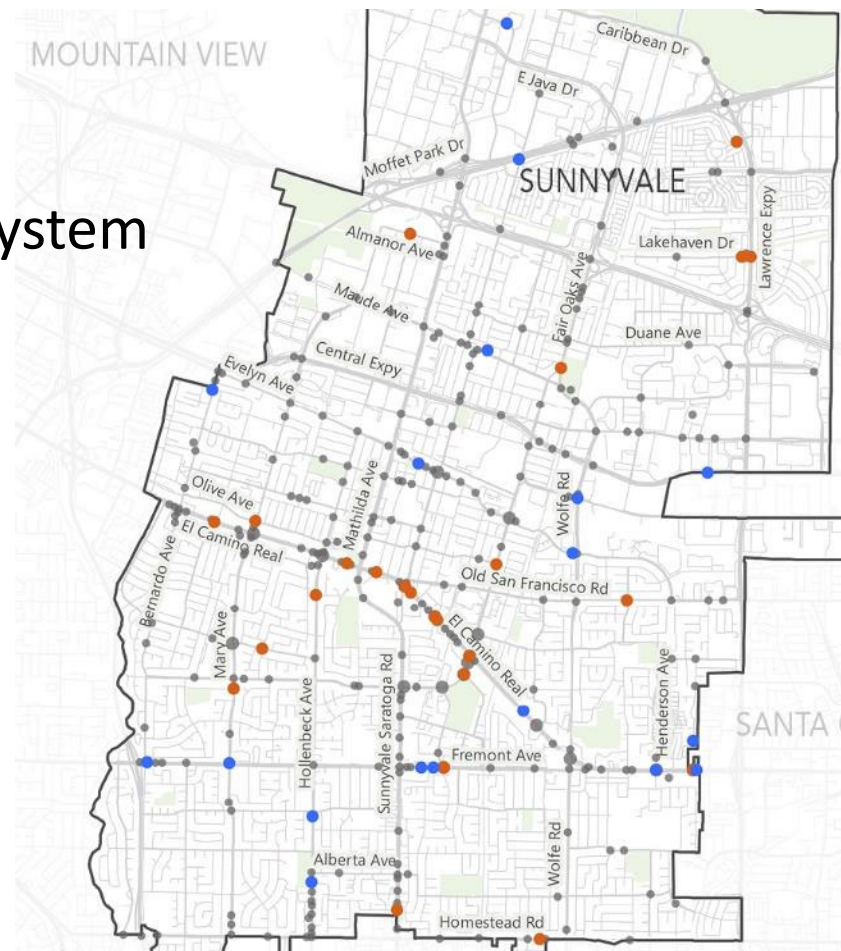 MOUNTAIN VIEW
Caribbean Dr
E Java Dr
Moffet Park Dr
SUNNYVALE
ystem
Almanor Ave
Lakehaven Dr
Lawrence Expy
Maude Ave
Fair Oaks Ave
Duane Ave
Central Expy
Evelyn Ave
Olive Ave
Mathilda Ave
Wolfe Rd
El Camino Real
Bernardo Ave
Old San Francisco Rd
Mary Ave
El Camino Real
Hollenbeck Ave
Sunnyvale Saratoga Rd
Henderson Ave
SANTA C
Fremont Ave
Alberta Ave
Wolfe Rd
Homestead Rd